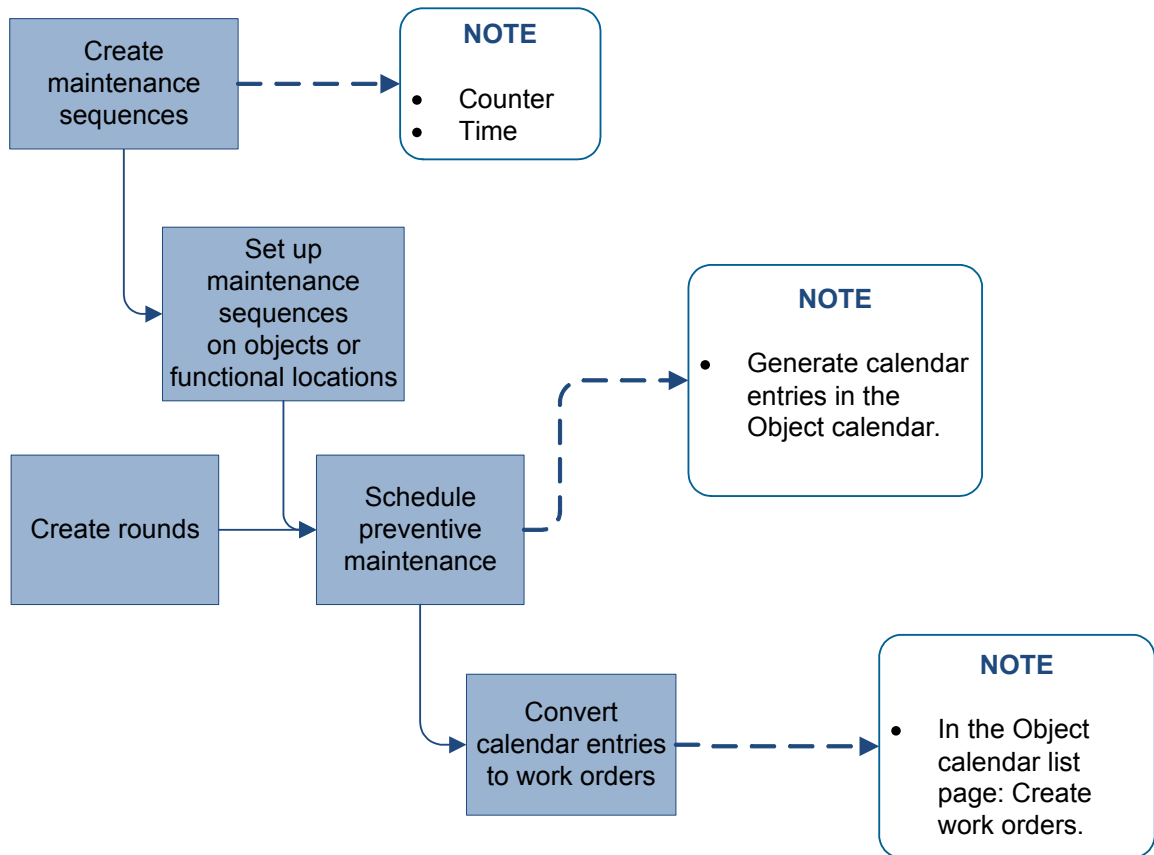 Create
maintenance
sequences
NOTE
• Counter
• Time
Set up
maintenance
sequences
on objects or
functional locations
NOTE
• Generate calendar
entries in the
Object calendar.
Create rounds
Schedule
preventive
maintenance
Convert
calendar entries
to work orders
NOTE
• In the Object
calendar list
page: Create
work orders.